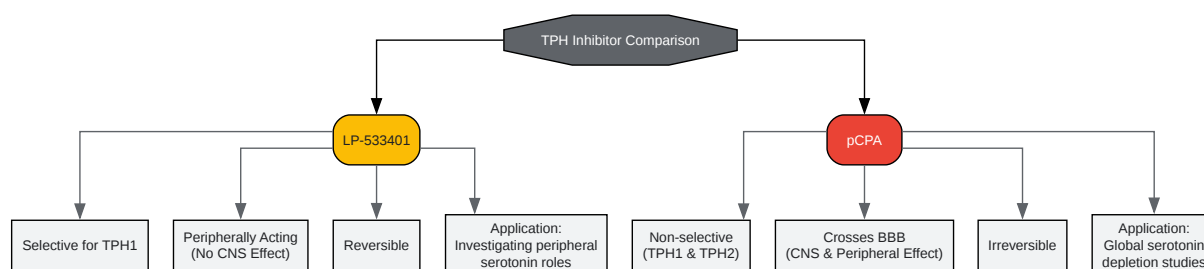 TPH Inhibitor Comparison
LP-533401
pCPA
Selective for TPH1
Peripherally Acting
(No CNS Effect)
Reversible
Application:
Investigating peripheral
serotonin roles
Non-selective
(TPH1 & TPH2)
Crosses BBB
(CNS & Peripheral Effect)
Irreversible
Application:
Global serotonin
depletion studies